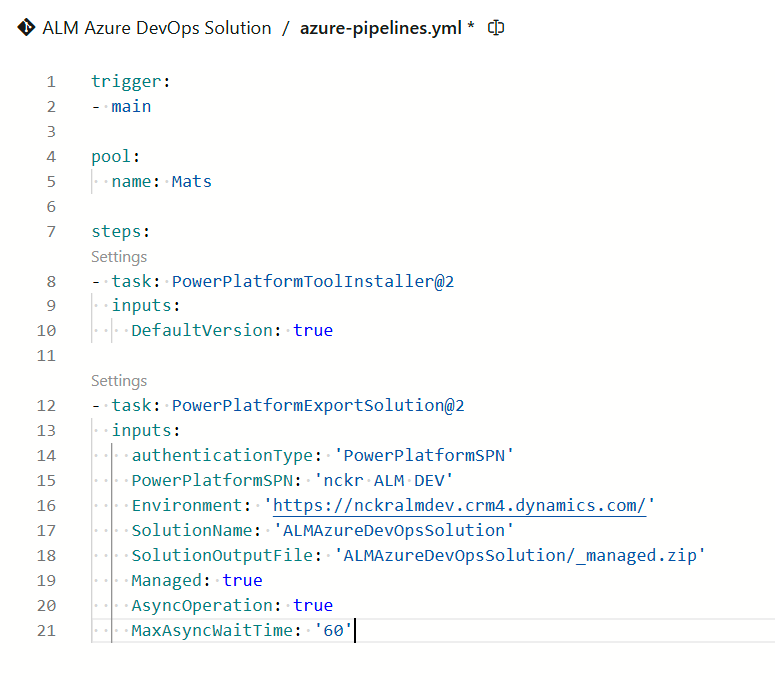 ALM Azure DevOps Solution / azure-pipelines.yml *
1 trigger:
2 - main
3
4 pool:
5   name: Mats
6
7 steps:
Settings
8 - task: PowerPlatformToolInstaller@2
9   inputs:
10     DefaultVersion: true
11
Settings
12 - task: PowerPlatformExportSolution@2
13   inputs:
14     authenticationType: 'PowerPlatformSPN'
15     PowerPlatformSPN: 'nckr ALM DEV'
16     Environment: 'https://nckralmdev.crm4.dynamics.com/'
17     SolutionName: 'ALMAzureDevOpsSolution'
18     SolutionOutputFile: 'ALMAzureDevOpsSolution/_managed.zip'
19     Managed: true
20     AsyncOperation: true
21     MaxAsyncWaitTime: '60'